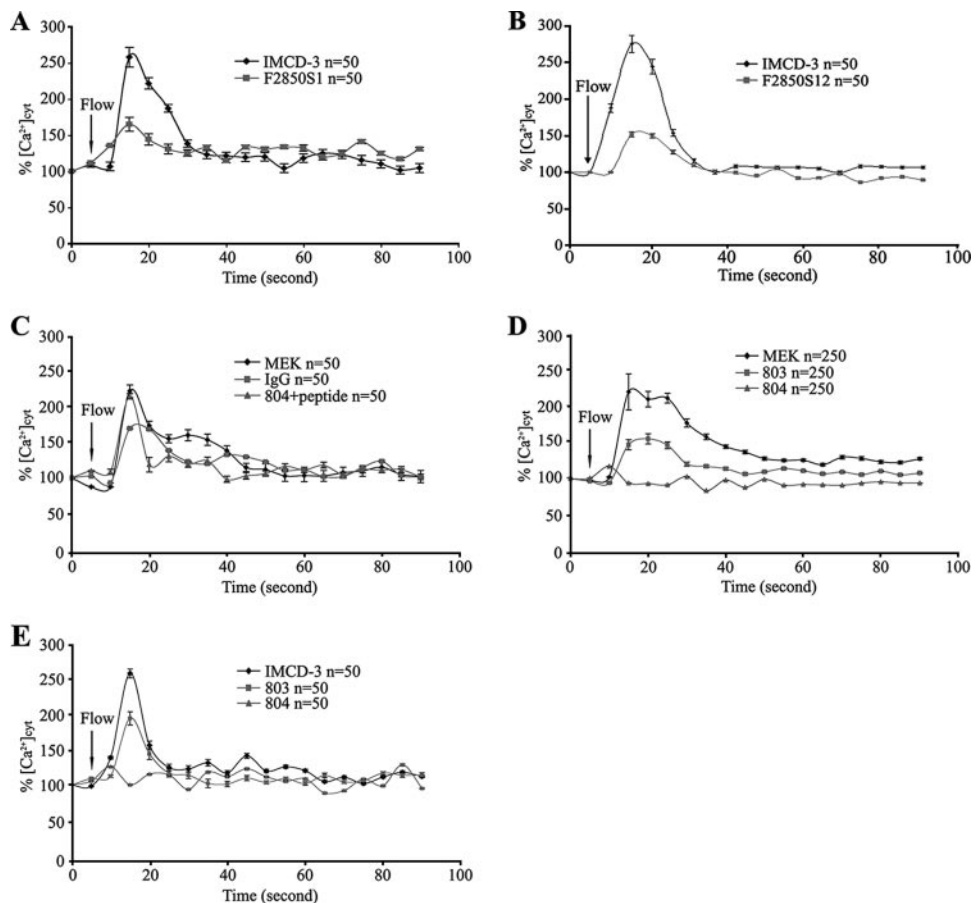 A
% [Ca²⁺]cyt
300
250
200
150
100
50
0
Flow
IMCD-3 n=50
F2850S1 n=50
0 20 40 60 80 100
Time (second)
B
% [Ca²⁺]cyt
300
250
200
150
100
50
0
Flow
IMCD-3 n=50
F2850S12 n=50
0 20 40 60 80 100
Time (second)
C
% [Ca²⁺]cyt
300
250
200
150
100
50
0
Flow
MEK n=50
IgG n=50
804+peptide n=50
0 20 40 60 80 100
Time (second)
D
% [Ca²⁺]cyt
300
250
200
150
100
50
0
Flow
MEK n=250
803 n=250
804 n=250
0 20 40 60 80 100
Time (second)
E
% [Ca²⁺]cyt
300
250
200
150
100
50
0
Flow
IMCD-3 n=50
803 n=50
804 n=50
0 20 40 60 80 100
Time (second)